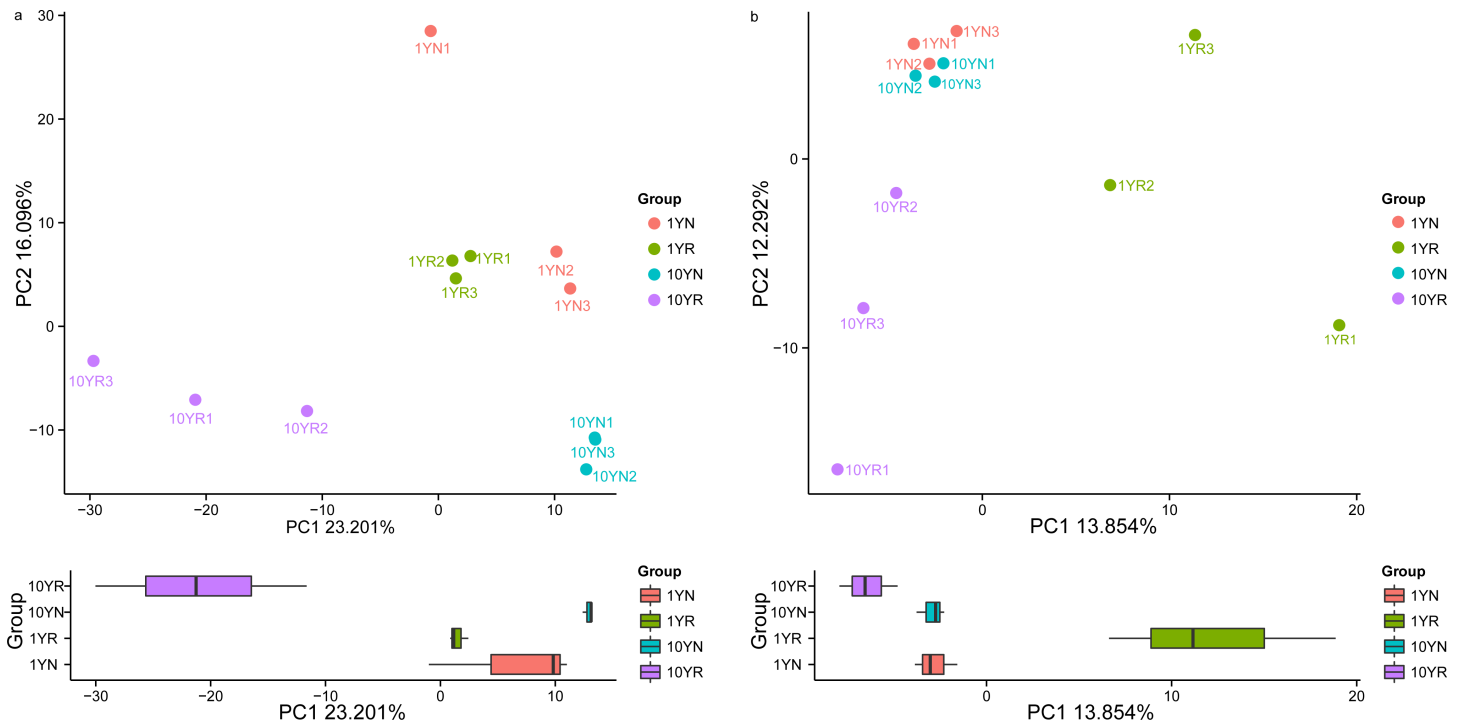 a
30
20
10
0
−10
PC2 16.096%
1YN1
1YR2
1YR1
1YR3
1YN2
1YN3
10YR3
10YR1
10YR2
10YN1
10YN3
10YN2
−30
−20
−10
0
10
PC1 23.201%
Group
1YN
1YR
10YN
10YR
Group
10YR
10YN
1YR
1YN
−30
−20
−10
0
10
PC1 23.201%
Group
1YN
1YR
10YN
10YR
b
0
−10
PC2 12.292%
1YN3
1YN1
1YN2
10YN1
10YN2
10YN3
1YR3
1YR2
10YR2
10YR3
1YR1
10YR1
0
10
20
PC1 13.854%
Group
1YN
1YR
10YN
10YR
Group
10YR
10YN
1YR
1YN
0
10
20
PC1 13.854%
Group
1YN
1YR
10YN
10YR